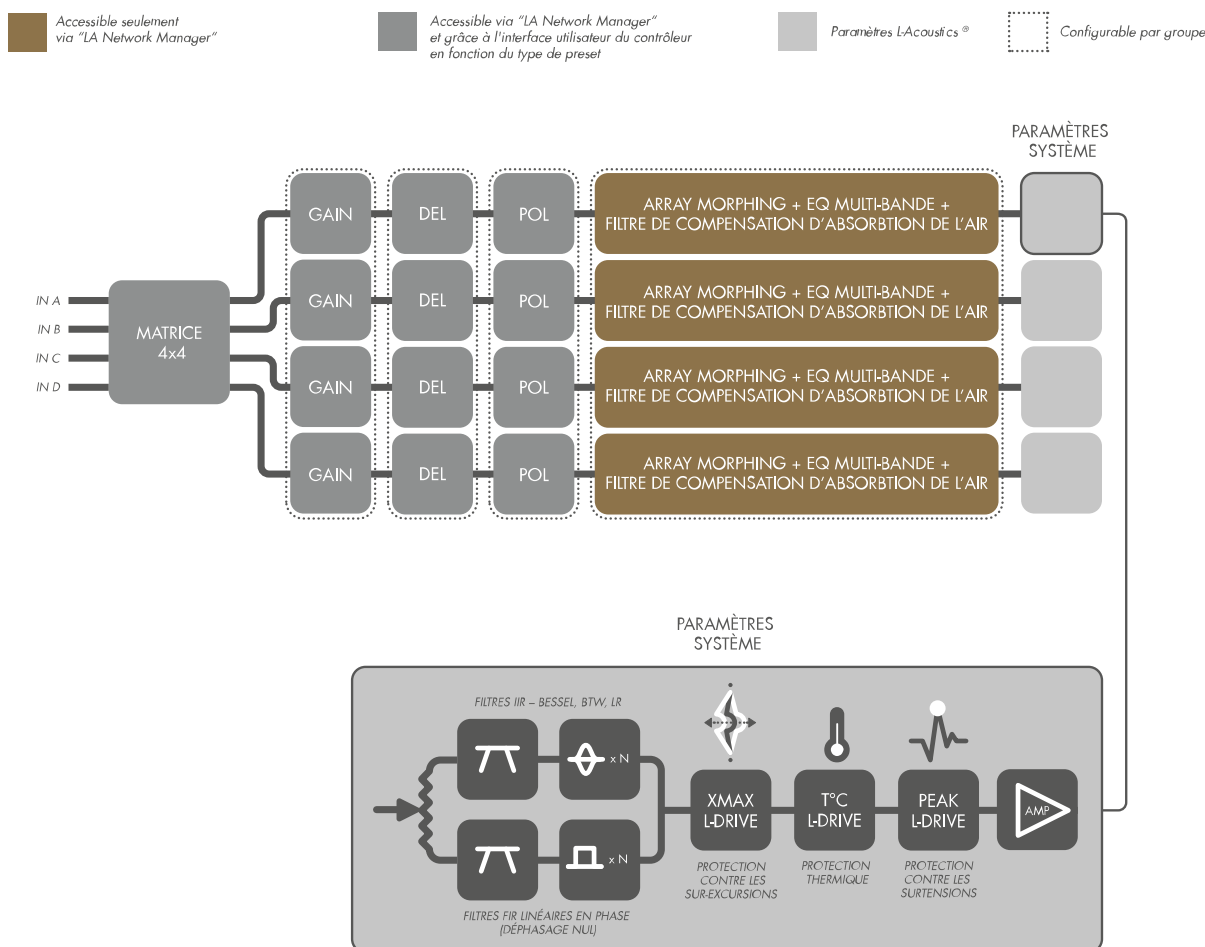 Accessible seulement
via “LA Network Manager”
Accessible via “LA Network Manager”
et grâce à l'interface utilisateur du contrôleur
en fonction du type de preset
Paramètres L-Acoustics ®
Configurable par groupe
PARAMÈTRES
SYSTÈME
GAIN
DEL
POL
ARRAY MORPHING + EQ MULTI-BANDE +
FILTRE DE COMPENSATION D’ABSORBTION DE L’AIR
IN A
IN B
IN C
IN D
MATRICE
4x4
GAIN
DEL
POL
ARRAY MORPHING + EQ MULTI-BANDE +
FILTRE DE COMPENSATION D’ABSORBTION DE L’AIR
GAIN
DEL
POL
ARRAY MORPHING + EQ MULTI-BANDE +
FILTRE DE COMPENSATION D’ABSORBTION DE L’AIR
GAIN
DEL
POL
ARRAY MORPHING + EQ MULTI-BANDE +
FILTRE DE COMPENSATION D’ABSORBTION DE L’AIR
PARAMÈTRES
SYSTÈME
FILTRES IIR – BESSEL, BTW, LR
x N
x N
FILTRES FIR LINÉAIRES EN PHASE
(DÉPHASAGE NUL)
XMAX
L-DRIVE
PROTECTION
CONTRE LES
SUR-EXCURSIONS
T°C
L-DRIVE
PROTECTION
THERMIQUE
PEAK
L-DRIVE
PROTECTION
CONTRE LES
SURTENSIONS
AMP